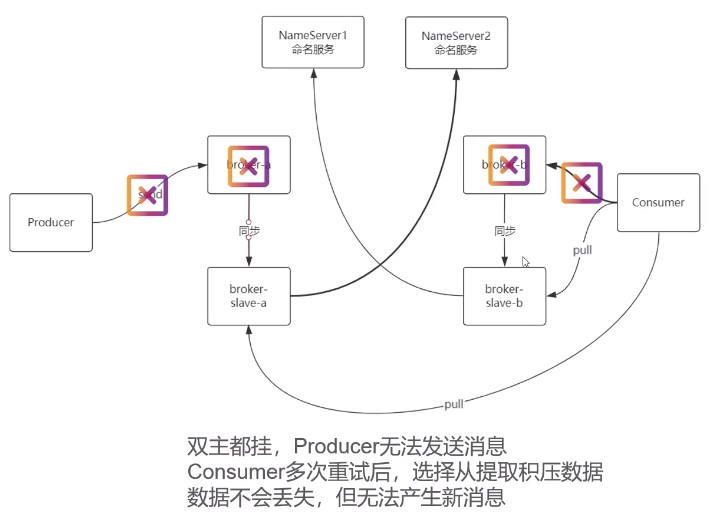 NameServer1
命名服务
NameServer2
命名服务
broker-a
broker-b
send
Producer
Consumer
同步
同步
pull
broker-
slave-a
broker-
slave-b
pull
双主都挂，Producer无法发送消息
Consumer多次重试后，选择从提取积压数据
数据不会丢失，但无法产生新消息